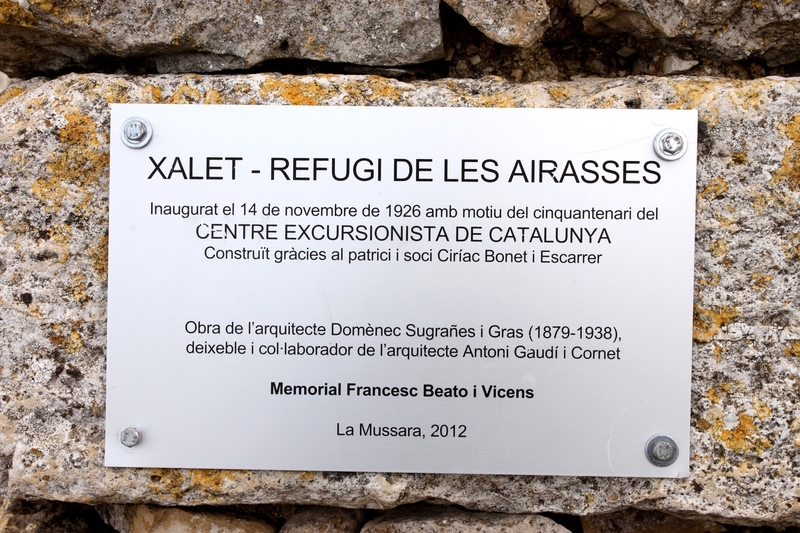 XALET - REFUGI DE LES AIRASSES
Inaugurat el 14 de novembre de 1926 amb motiu del cinquantenari del
CENTRE EXCURSIONISTA DE CATALUNYA
Construït gràcies al patrici i soci Ciríac Bonet i Escarrer
Obra de l'arquitecte Domènec Sugrañes i Gras (1879-1938),
deixeble i col·laborador de l'arquitecte Antoni Gaudí i Cornet
Memorial Francesc Beato i Vicens
La Mussara, 2012